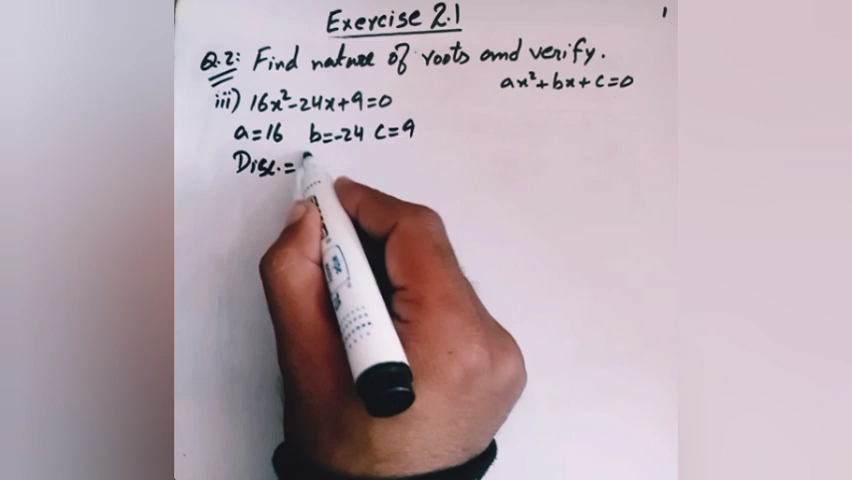 Exercise 2.1
Q.2: Find nature of roots and verify.
ax²+bx+c=0
iii) 16x²-24x+9=0
a=16 b=-24 c=9
Disc.=